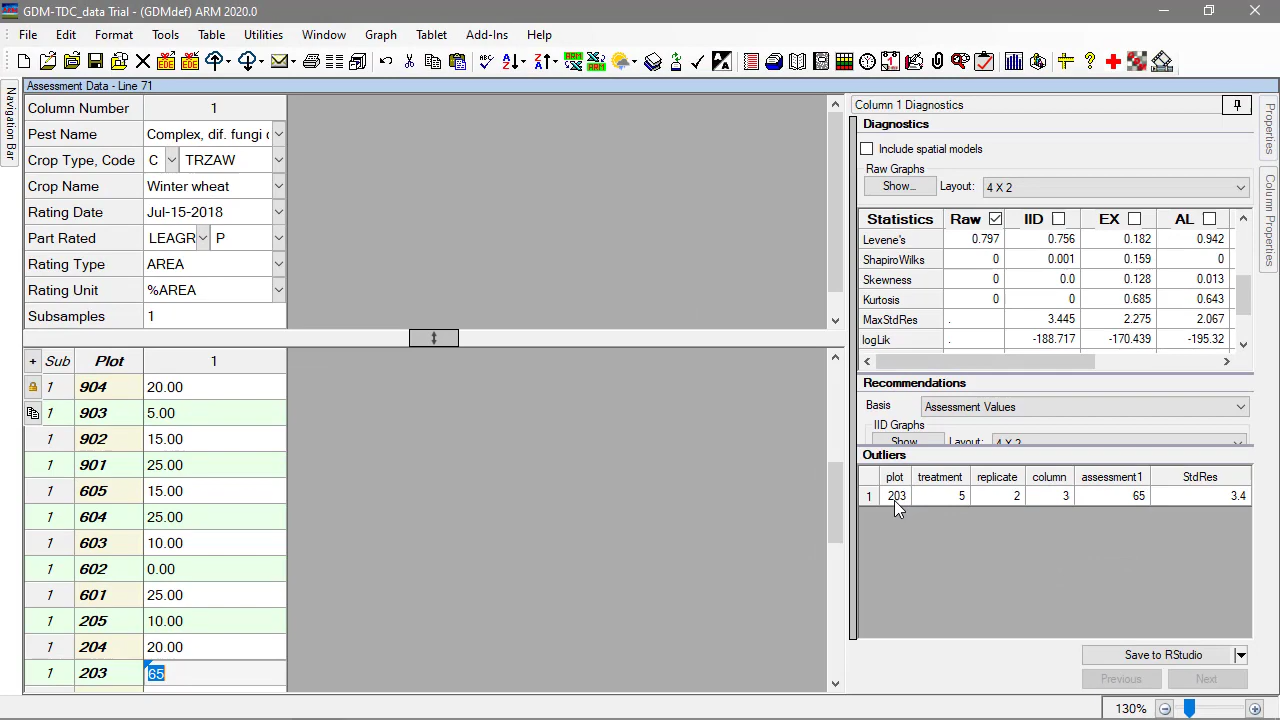 GDM-TDC_data Trial - (GDMdef) ARM 2020.0
File Edit Format Tools Table Utilities Window Graph Tablet Add-Ins Help
Navigation Bar
Assessment Data - Line 71
Column Number 1
Pest Name Complex, dif. fungi
Crop Type, Code C TRZAW
Crop Name Winter wheat
Rating Date Jul-15-2018
Part Rated LEAGR P
Rating Type AREA
Rating Unit %AREA
Subsamples 1
+ Sub Plot 1
1 904 20.00
1 903 5.00
1 902 15.00
1 901 25.00
1 605 15.00
1 604 25.00
1 603 10.00
1 602 0.00
1 601 25.00
1 205 10.00
1 204 20.00
1 203 65
Column 1 Diagnostics
Diagnostics
Include spatial models
Raw Graphs
Show... Layout: 4 X 2
Statistics Raw IID EX AL
Levene's 0.797 0.756 0.182 0.942
ShapiroWilks 0 0.001 0.159 0
Skewness 0 0.0 0.128 0.013
Kurtosis 0 0 0.685 0.643
MaxStdRes . 3.445 2.275 2.067
logLik . -188.717 -170.439 -195.32
Recommendations
Basis Assessment Values
IID Graphs
Show... Layout: 4 X 2
Outliers
plot treatment replicate column assessment1 StdRes
1 203 5 2 3 65 3.4
Save to RStudio
Previous Next
Properties
Column Properties
130%